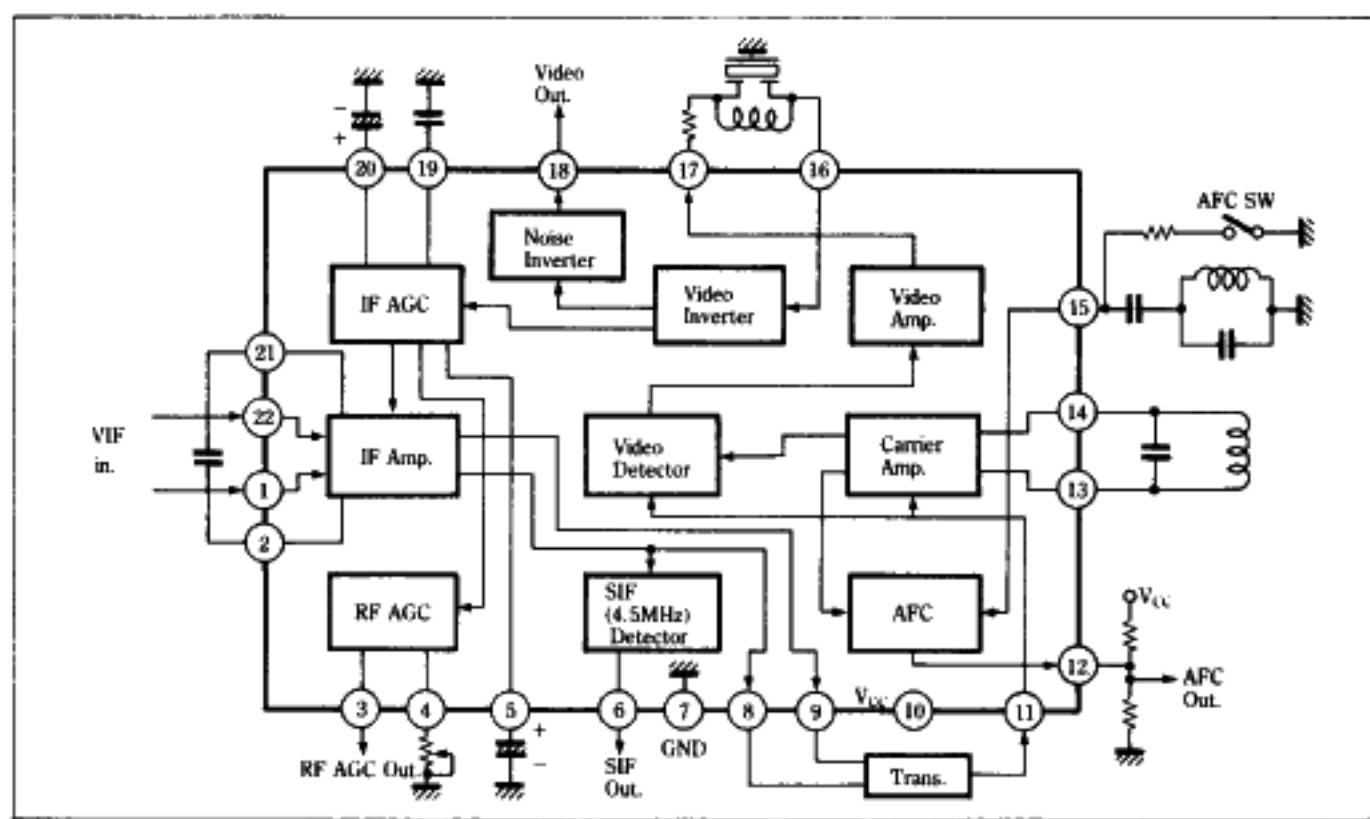 Video
Out.
−
+
20
19
18
17
16
AFC SW
Noise
Inverter
IF AGC
Video
Inverter
Video
Amp.
15
21
22
VIF
in.
IF Amp.
Video
Detector
Carrier
Amp.
14
13
1
2
RF AGC
SIF
(4.5MHz)
Detector
AFC
VCC
12
AFC
Out.
3
4
5
6
7
8
9
VCC
10
11
+
−
GND
RF AGC Out.
SIF
Out.
Trans.